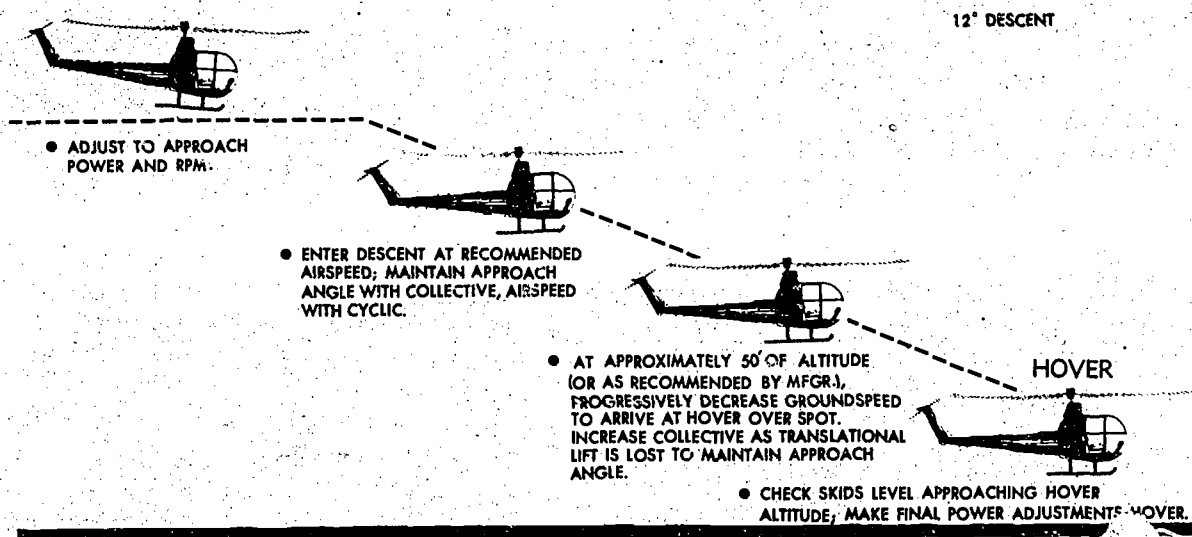 12° DESCENT
● ADJUST TO APPROACH
POWER AND RPM.
● ENTER DESCENT AT RECOMMENDED
AIRSPEED; MAINTAIN APPROACH
ANGLE WITH COLLECTIVE, AIRSPEED
WITH CYCLIC.
● AT APPROXIMATELY 50' OF ALTITUDE
(OR AS RECOMMENDED BY MFGR.),
PROGRESSIVELY DECREASE GROUNDSPEED
TO ARRIVE AT HOVER OVER SPOT.
INCREASE COLLECTIVE AS TRANSLATIONAL
LIFT IS LOST TO MAINTAIN APPROACH
ANGLE.
HOVER
● CHECK SKIDS LEVEL APPROACHING HOVER
ALTITUDE; MAKE FINAL POWER ADJUSTMENTS-HOVER.